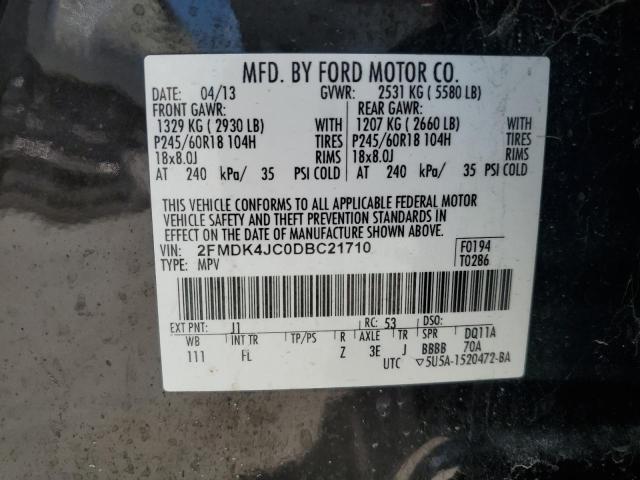 MFD. BY FORD MOTOR CO.
DATE: 04/13 GVWR: 2531 KG ( 5580 LB)
FRONT GAWR: REAR GAWR:
1329 KG ( 2930 LB) WITH 1207 KG ( 2660 LB) WITH
P245/60R18 104H TIRES P245/60R18 104H TIRES
18x8.0J RIMS 18x8.0J RIMS
AT 240 kPa/ 35 PSI COLD AT 240 kPa/ 35 PSI COLD
THIS VEHICLE CONFORMS TO ALL APPLICABLE FEDERAL MOTOR
VEHICLE SAFETY AND THEFT PREVENTION STANDARDS IN
EFFECT ON THE DATE OF MANUFACTURE SHOWN ABOVE.
VIN: 2FMDK4JC0DBC21710 F0194
TYPE: MPV T0286
EXT PNT: J1 RC: 53 DSO:
WB INT TR TP/PS R AXLE TR SPR DQ11A
111 FL Z 3E J BBBB 70A
UTC ▽5U5A-1520472-BA